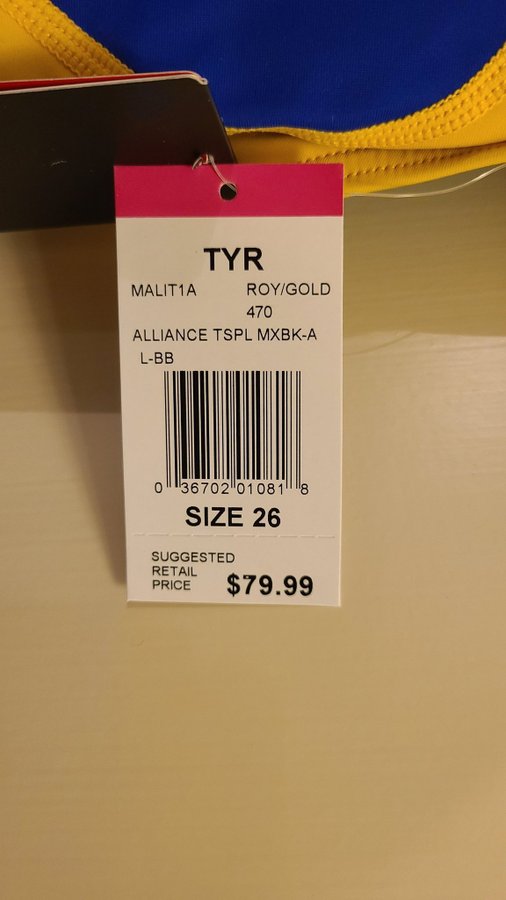 TYR
MALIT1A ROY/GOLD
470
ALLIANCE TSPL MXBK-A
L-BB
0 36702 01081 8
SIZE 26
SUGGESTED
RETAIL
PRICE $79.99